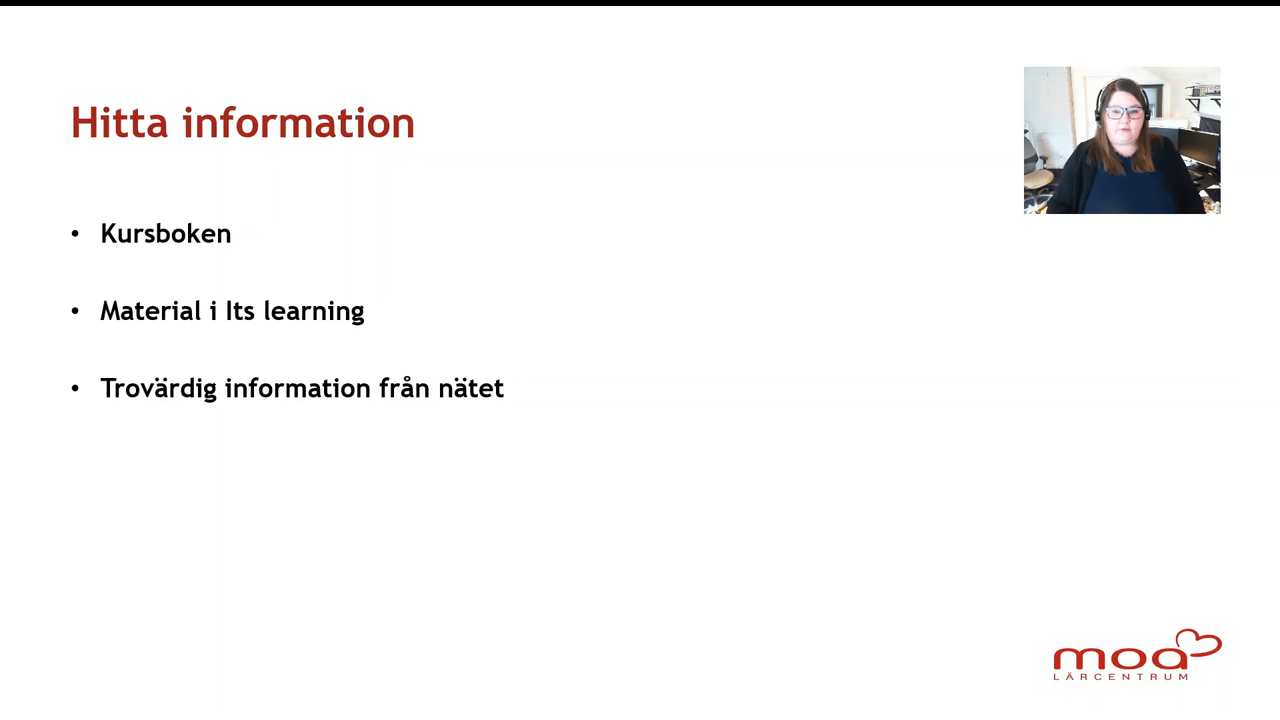 Hitta information
• Kursboken
• Material i Its learning
• Trovärdig information från nätet
moa
LÄRCENTRUM